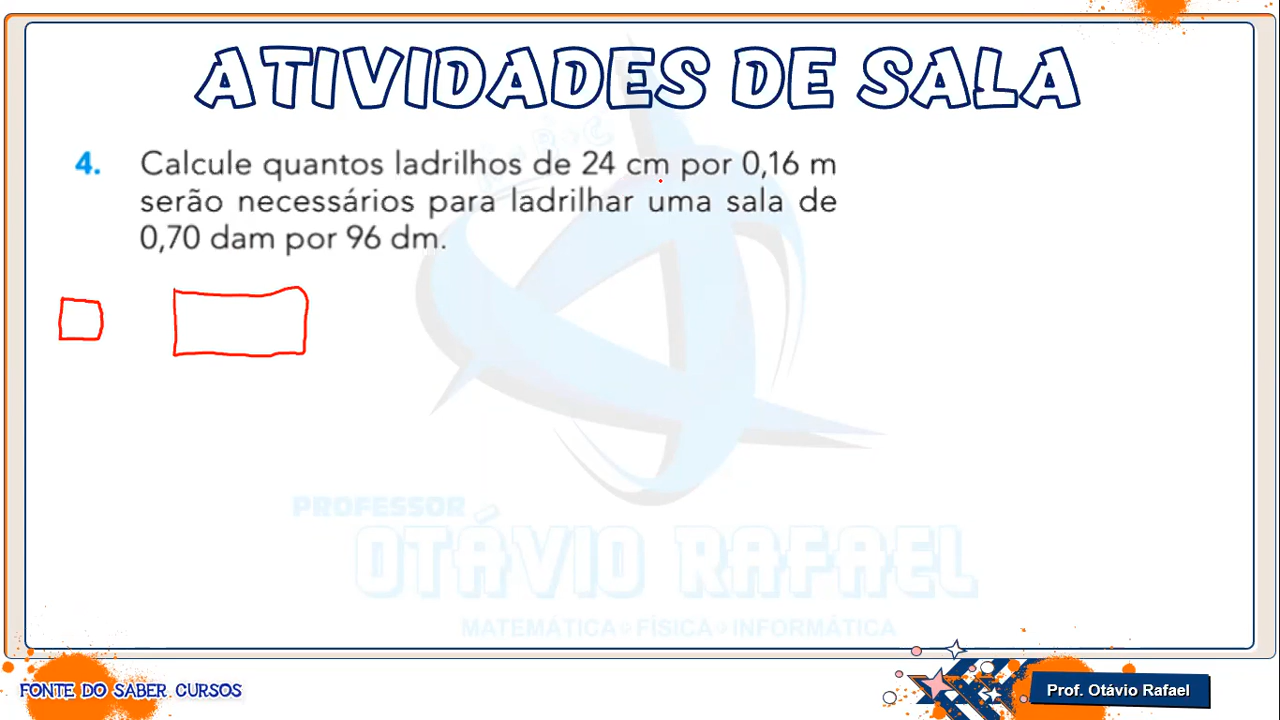 ATIVIDADES DE SALA
4. Calcule quantos ladrilhos de 24 cm por 0,16 m
serão necessários para ladrilhar uma sala de
0,70 dam por 96 dm.
PROFESSOR
OTÁVIO RAFAEL
MATEMÁTICA FÍSICA INFORMÁTICA
FONTE DO SABER CURSOS
Prof. Otávio Rafael